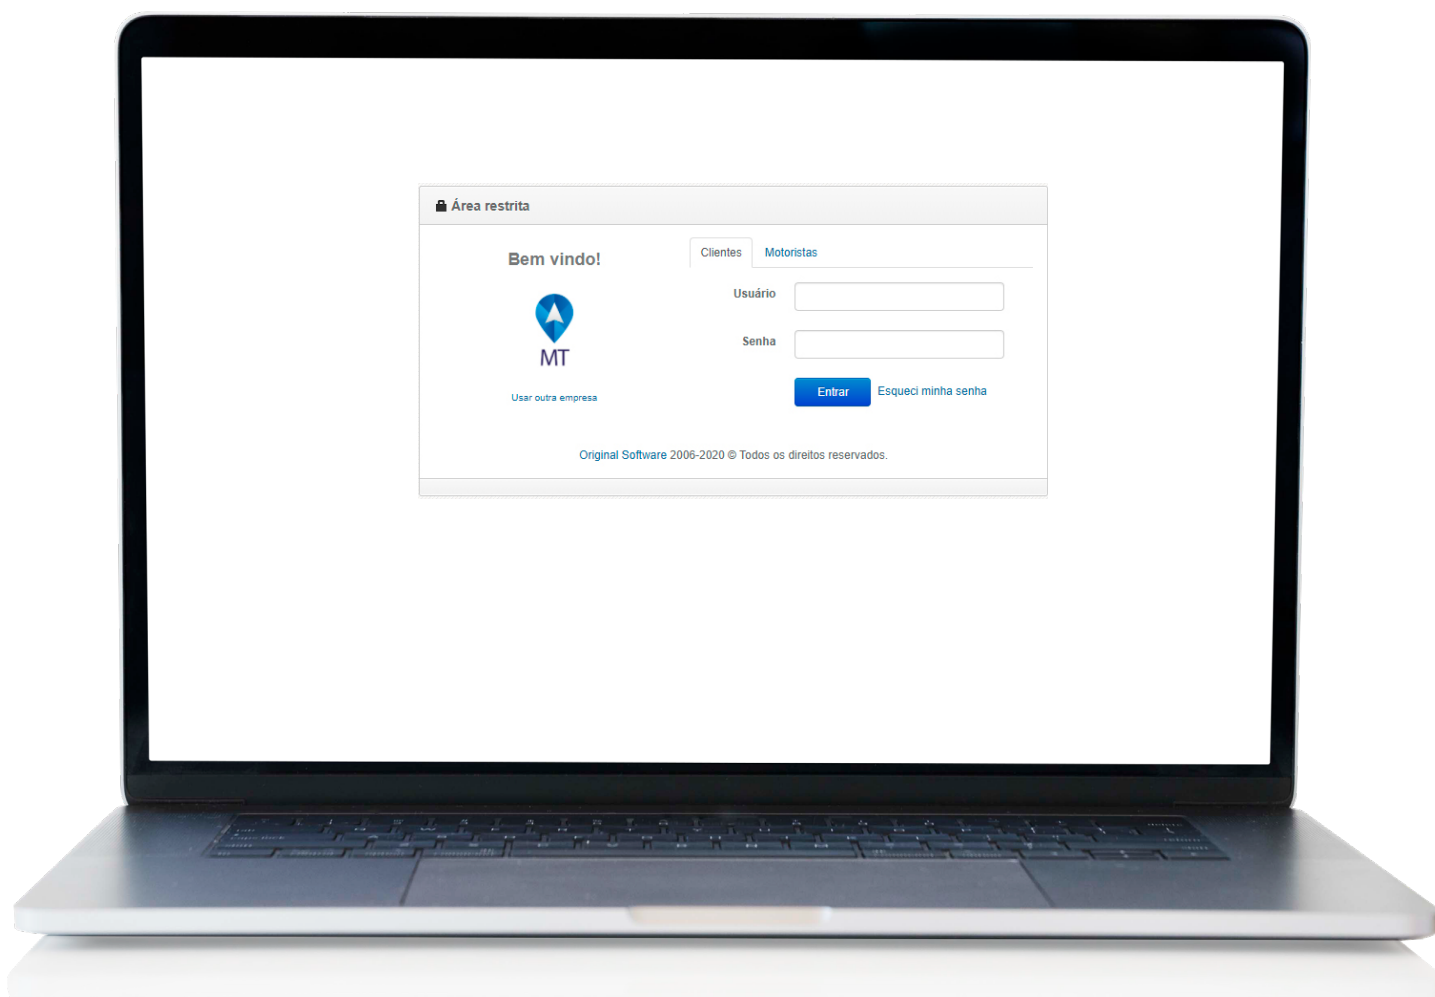 Área restrita
Bem vindo!
MT
Usar outra empresa
Clientes Motoristas
Usuário
Senha
Entrar Esqueci minha senha
Original Software 2006-2020 © Todos os direitos reservados.